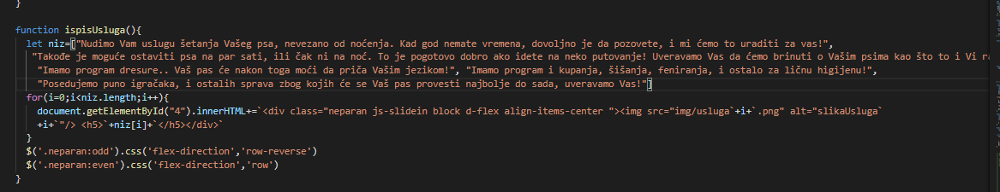 }
function ispisUsluga(){
let niz=["Nudimo Vam uslugu šetanja Vašeg psa, nevezano od noćenja. Kad god nemate vremena, dovoljno je da pozovete, i mi ćemo to uraditi za vas!",
"Takođe je moguće ostaviti psa na par sati, ili čak ni na noć. To je pogotovo dobro ako idete na neko putovanje! Uveravamo Vas da ćemo brinuti o Vašim psima kao što to i Vi ra
"Imamo program dresure.. Vaš pas će nakon toga moći da priča Vašim jezikom!", "Imamo program i kupanja, šišanja, feniranja, i ostalo za ličnu higijenu!",
"Posedujemo puno igračaka, i ostalih sprava zbog kojih će se Vaš pas provesti najbolje do sada, uveravamo Vas!"]
for(i=0;i<niz.length;i++){
document.getElementById("4").innerHTML+=`<div class="neparan js-slidein block d-flex align-items-center "><img src="img/usluga`+i+`.png" alt="slikaUsluga`
+i+`"/> <h5>`+niz[i]+`</h5></div>`
}
$('.neparan:odd').css('flex-direction','row-reverse')
$('.neparan:even').css('flex-direction','row')
}